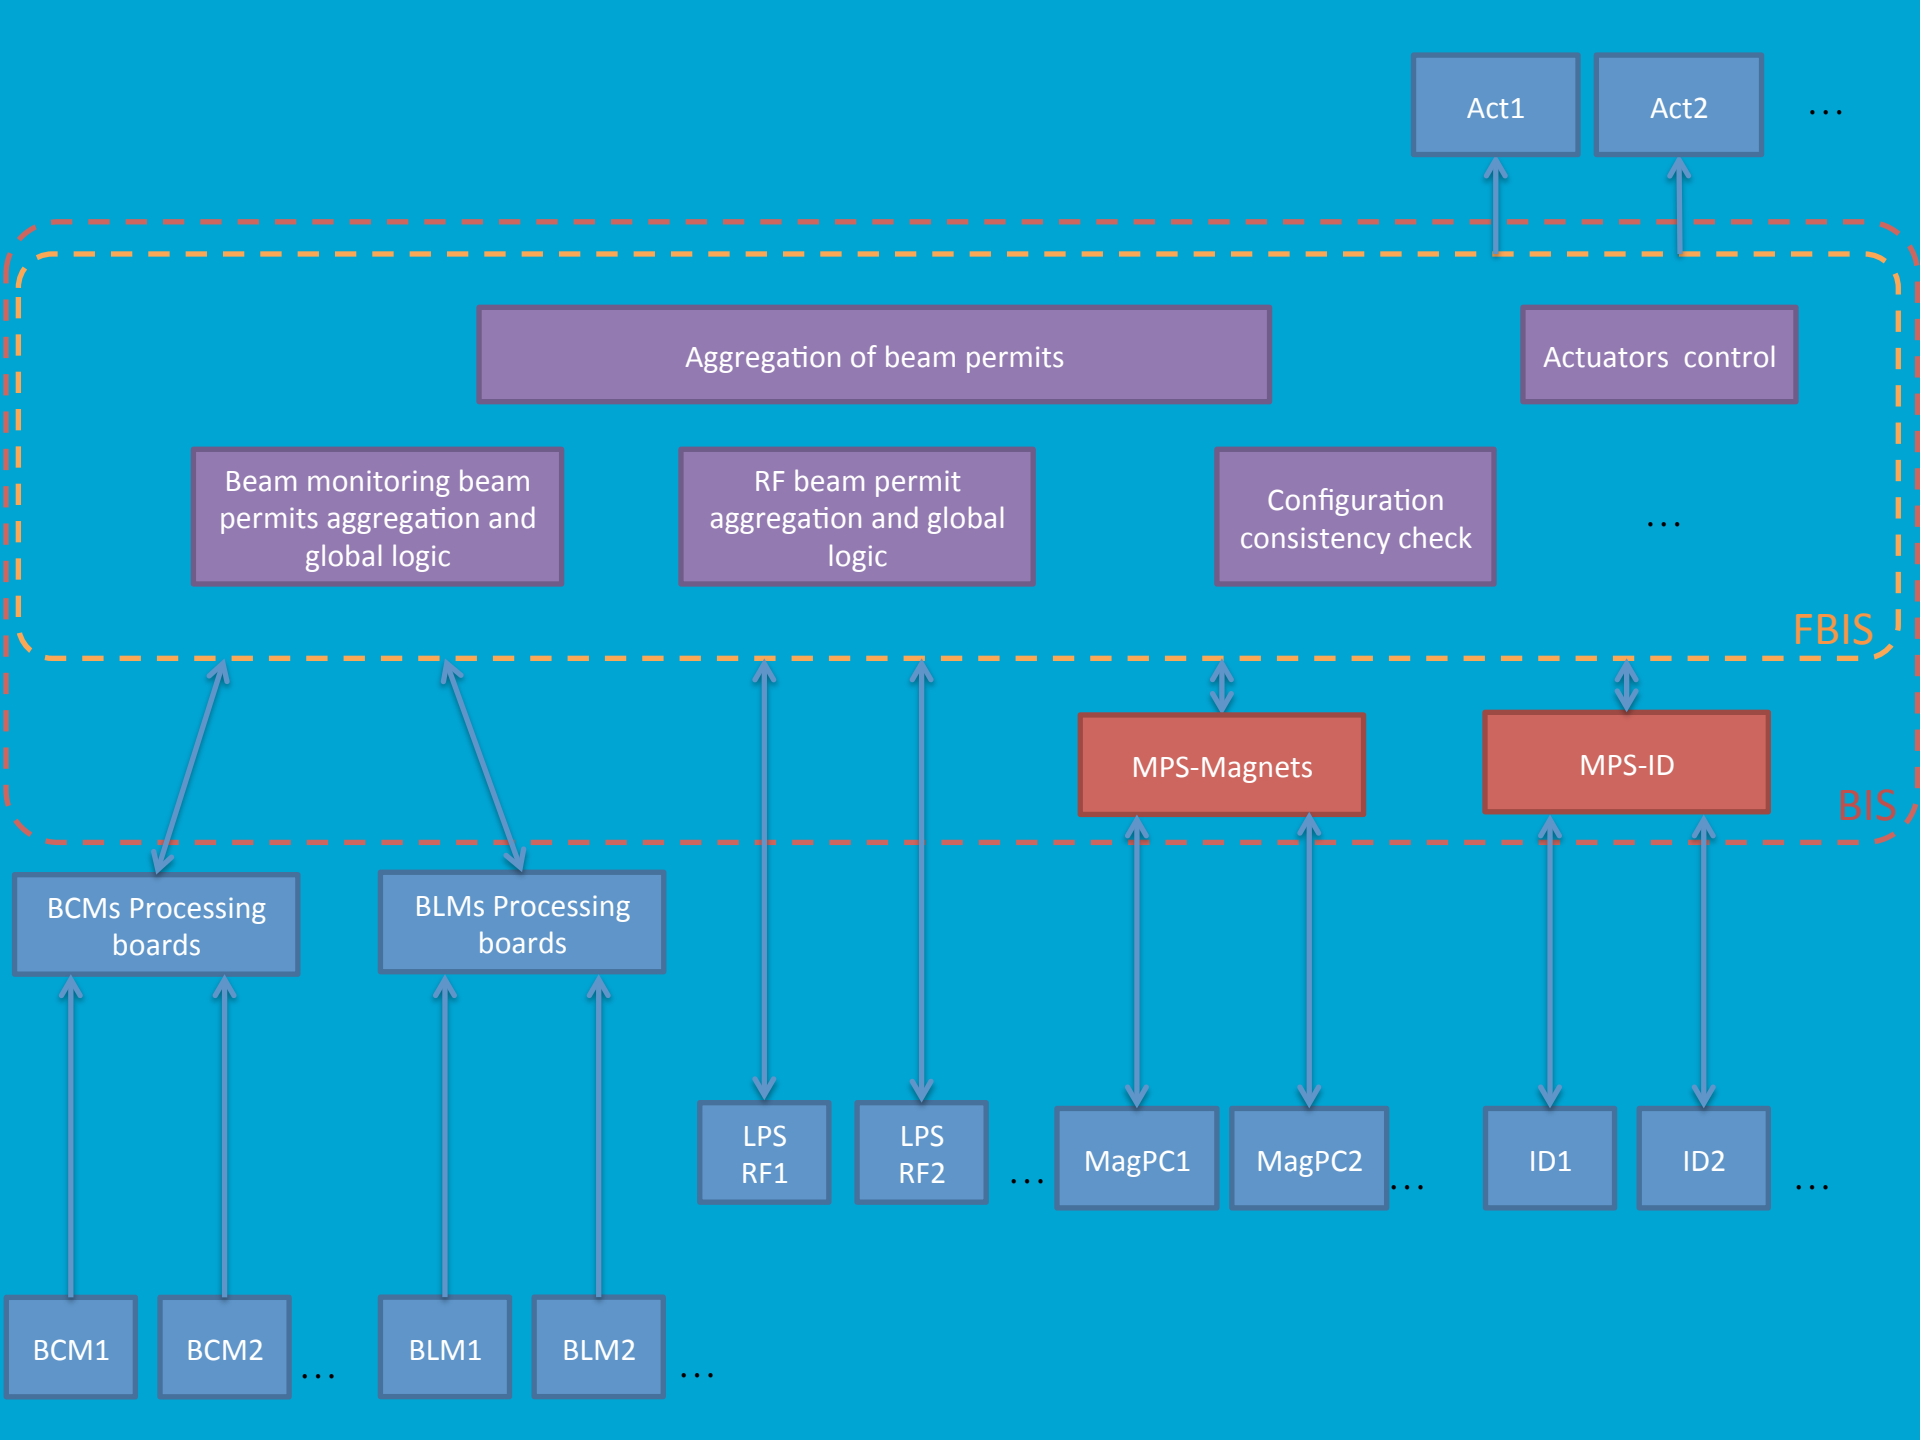 Act1
Act2
...
Aggregation of beam permits
Actuators control
Beam monitoring beam
permits aggregation and
global logic
RF beam permit
aggregation and global
logic
Configuration
consistency check
...
FBIS
MPS-Magnets
MPS-ID
BIS
BCMs Processing
boards
BLMs Processing
boards
LPS
RF1
LPS
RF2
...
MagPC1
MagPC2
...
ID1
ID2
...
BCM1
BCM2
...
BLM1
BLM2
...